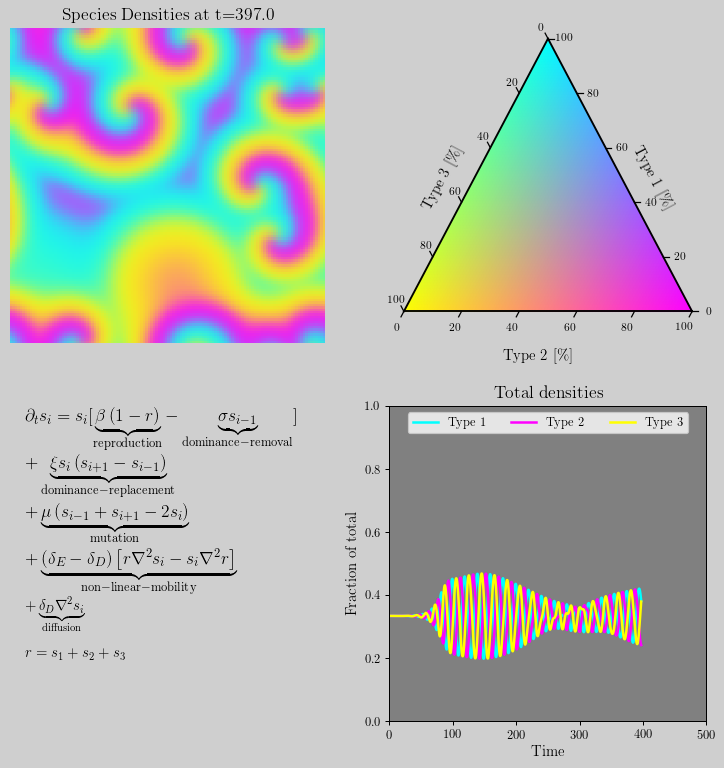 Species Densities at t=397.0
0
100
20
80
40
60
Type 3 [%]
Type 1 [%]
60
40
80
20
100
0
0
20
40
60
80
100
Type 2 [%]
∂ₜsᵢ = sᵢ[ β (1 − r) − σsᵢ₋₁ ]
reproduction dominance−removal
+ ξsᵢ (sᵢ₊₁ − sᵢ₋₁)
dominance−replacement
+ μ (sᵢ₋₁ + sᵢ₊₁ − 2sᵢ)
mutation
+ (δ_E − δ_D) [r∇²sᵢ − sᵢ∇²r]
non−linear−mobility
+ δ_D∇²sᵢ
diffusion
r = s₁ + s₂ + s₃
Total densities
Type 1 Type 2 Type 3
1.0
0.8
0.6
0.4
0.2
0.0
Fraction of total
0 100 200 300 400 500
Time